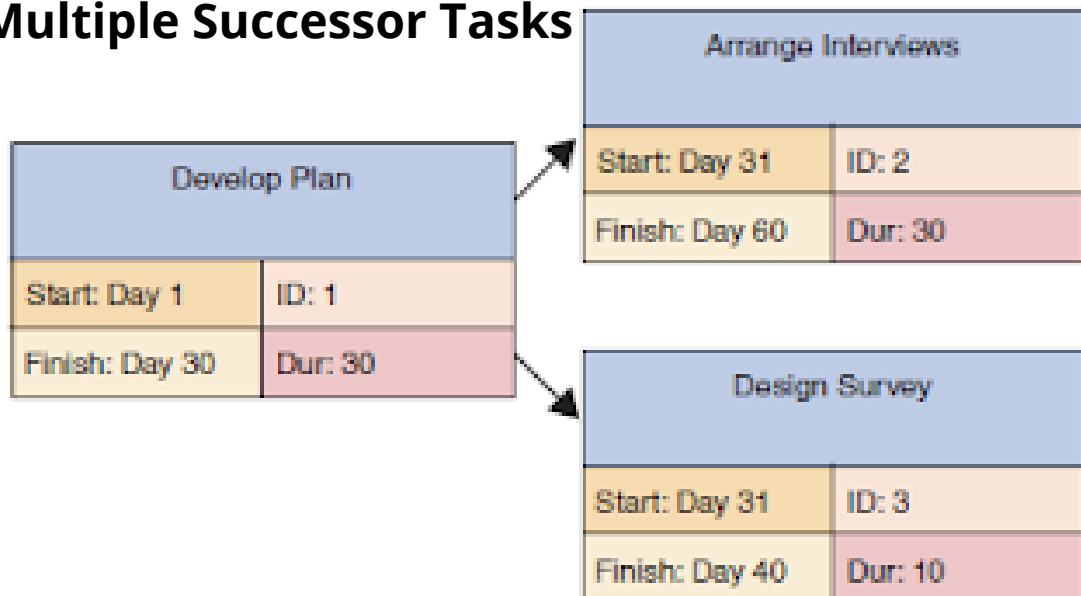 Multiple Successor Tasks
Arrange Interviews
Start: Day 31
ID: 2
Finish: Day 60
Dur: 30
Develop Plan
Start: Day 1
ID: 1
Finish: Day 30
Dur: 30
Design Survey
Start: Day 31
ID: 3
Finish: Day 40
Dur: 10